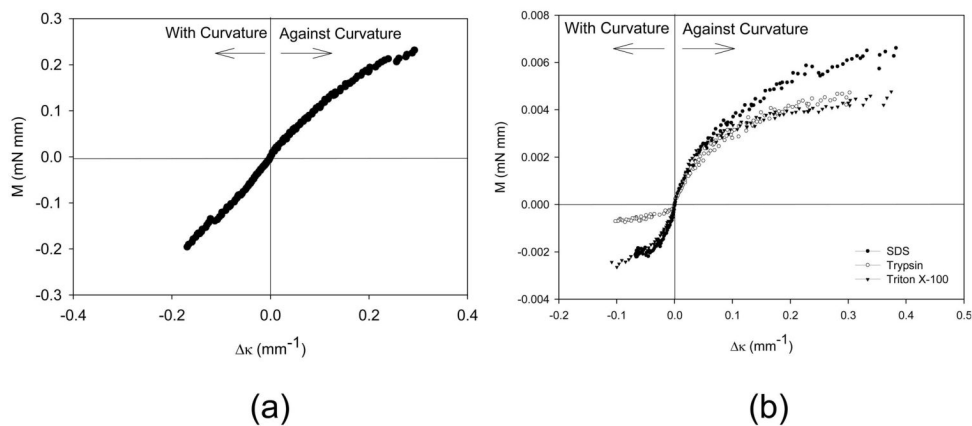 With Curvature
Against Curvature
0.3
0.2
0.1
0.0
-0.1
-0.2
-0.3
M (mN mm)
-0.4
-0.2
0.0
0.2
0.4
Δκ (mm-1)
(a)
With Curvature
Against Curvature
0.008
0.006
0.004
0.002
0.000
-0.002
-0.004
M (mN mm)
SDS
Trypsin
Triton X-100
-0.2
-0.1
0.0
0.1
0.2
0.3
0.4
0.5
Δκ (mm-1)
(b)